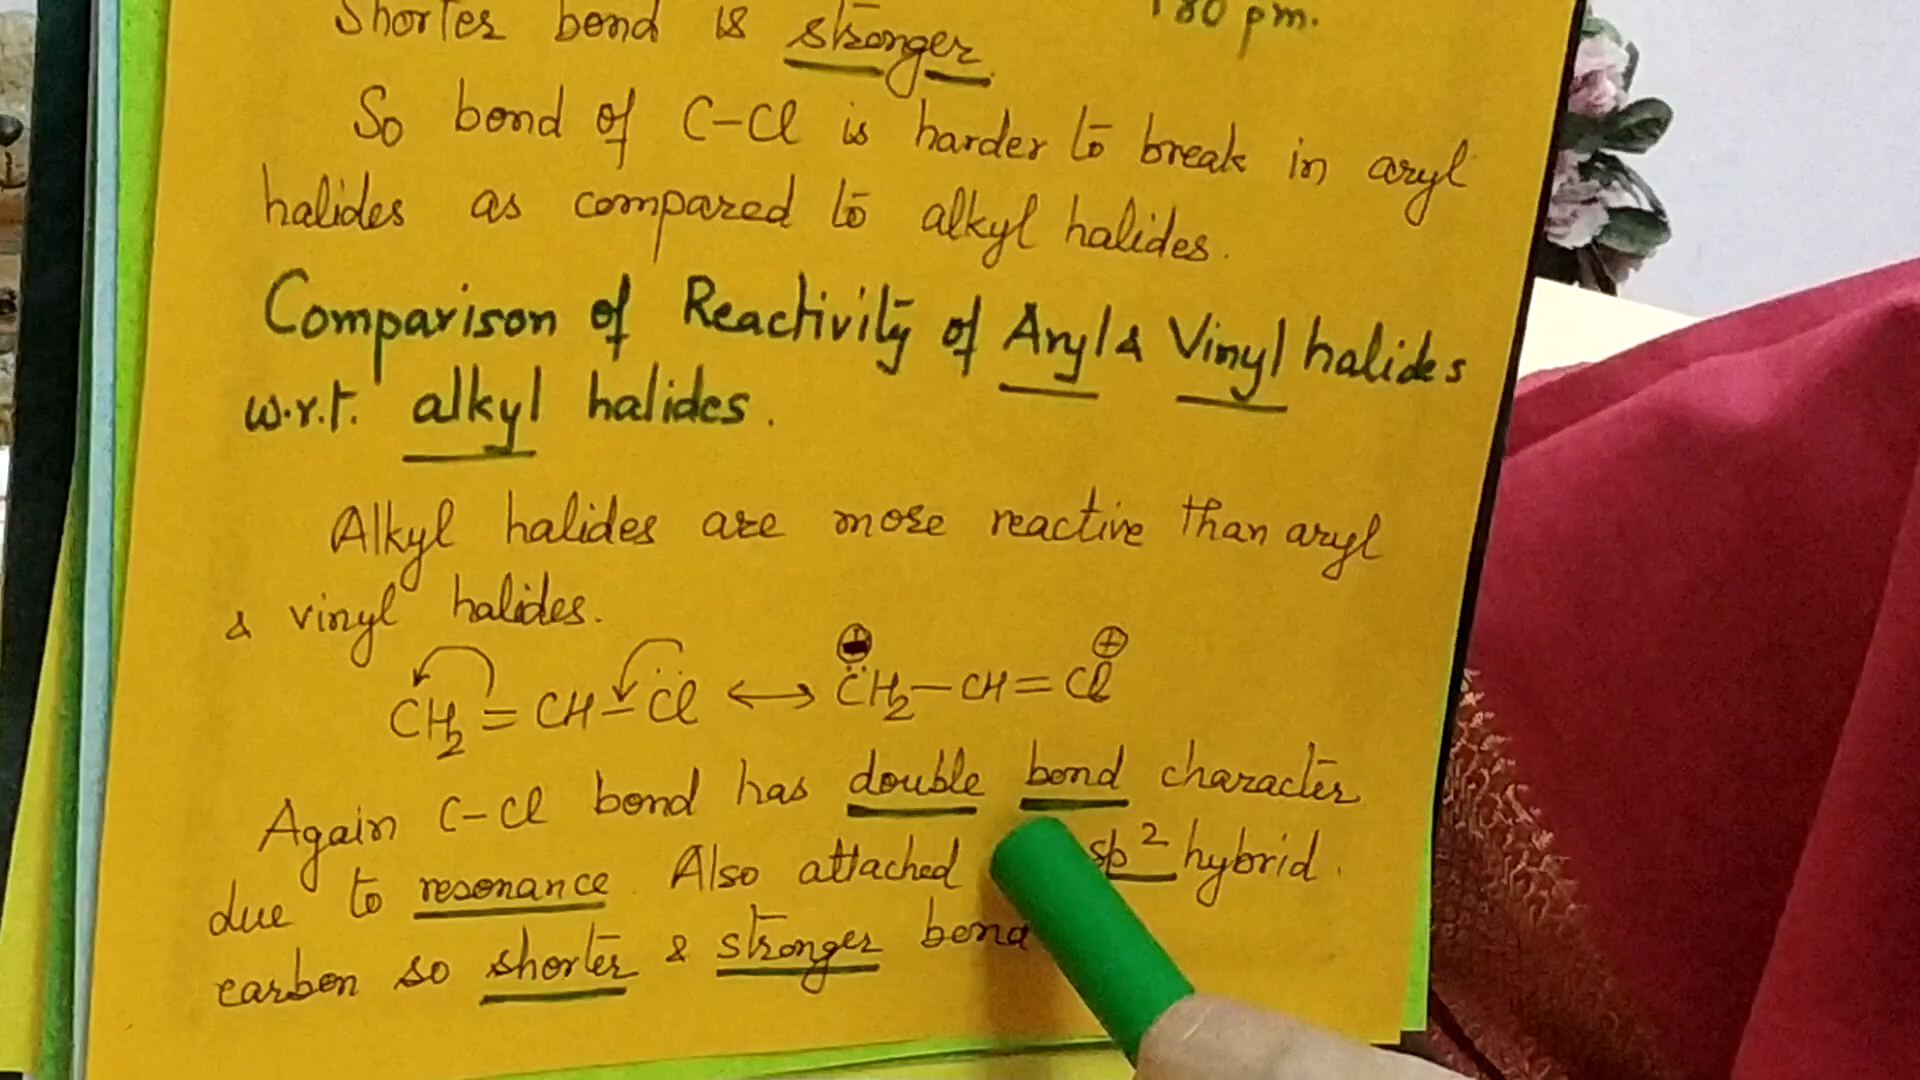 Shorter bond is stronger.
180 pm.
So bond of C-Cl is harder to break in aryl
halides as compared to alkyl halides.
Comparison of Reactivity of Aryl & Vinyl halides
w.r.t. alkyl halides.
Alkyl halides are more reactive than aryl
& vinyl halides.
CH₂ = CH - C̈l ⟷ ⊖C̈H₂ - CH = Cl⊕
Again C-Cl bond has double bond character
due to resonance. Also attached sp² hybrid.
carbon so shorter & stronger bond